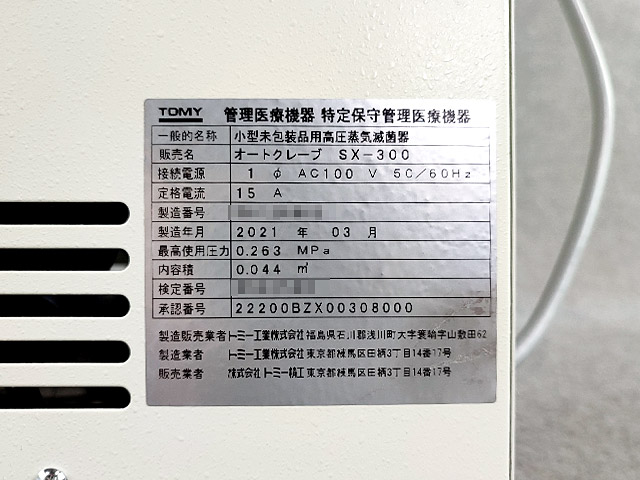 TOMY 管理医療機器 特定保守管理医療機器
一般的名称 小型未包装品用高圧蒸気滅菌器
販売名 オートクレーブ SX-300
接続電源 1 φ AC100 V 50/60Hz
定格電流 15 A
製造番号
製造年月 2021 年 03 月
最高使用圧力 0.263 MPa
内容積 0.044 ㎥
検定番号
承認番号 22200BZX00308000
製造販売業者 トミー工業株式会社 福島県石川郡浅川町大字簑輪字山敷田62
製造業者 トミー工業株式会社 東京都練馬区田柄3丁目14番17号
販売業者 株式会社トミー精工 東京都練馬区田柄3丁目14番17号